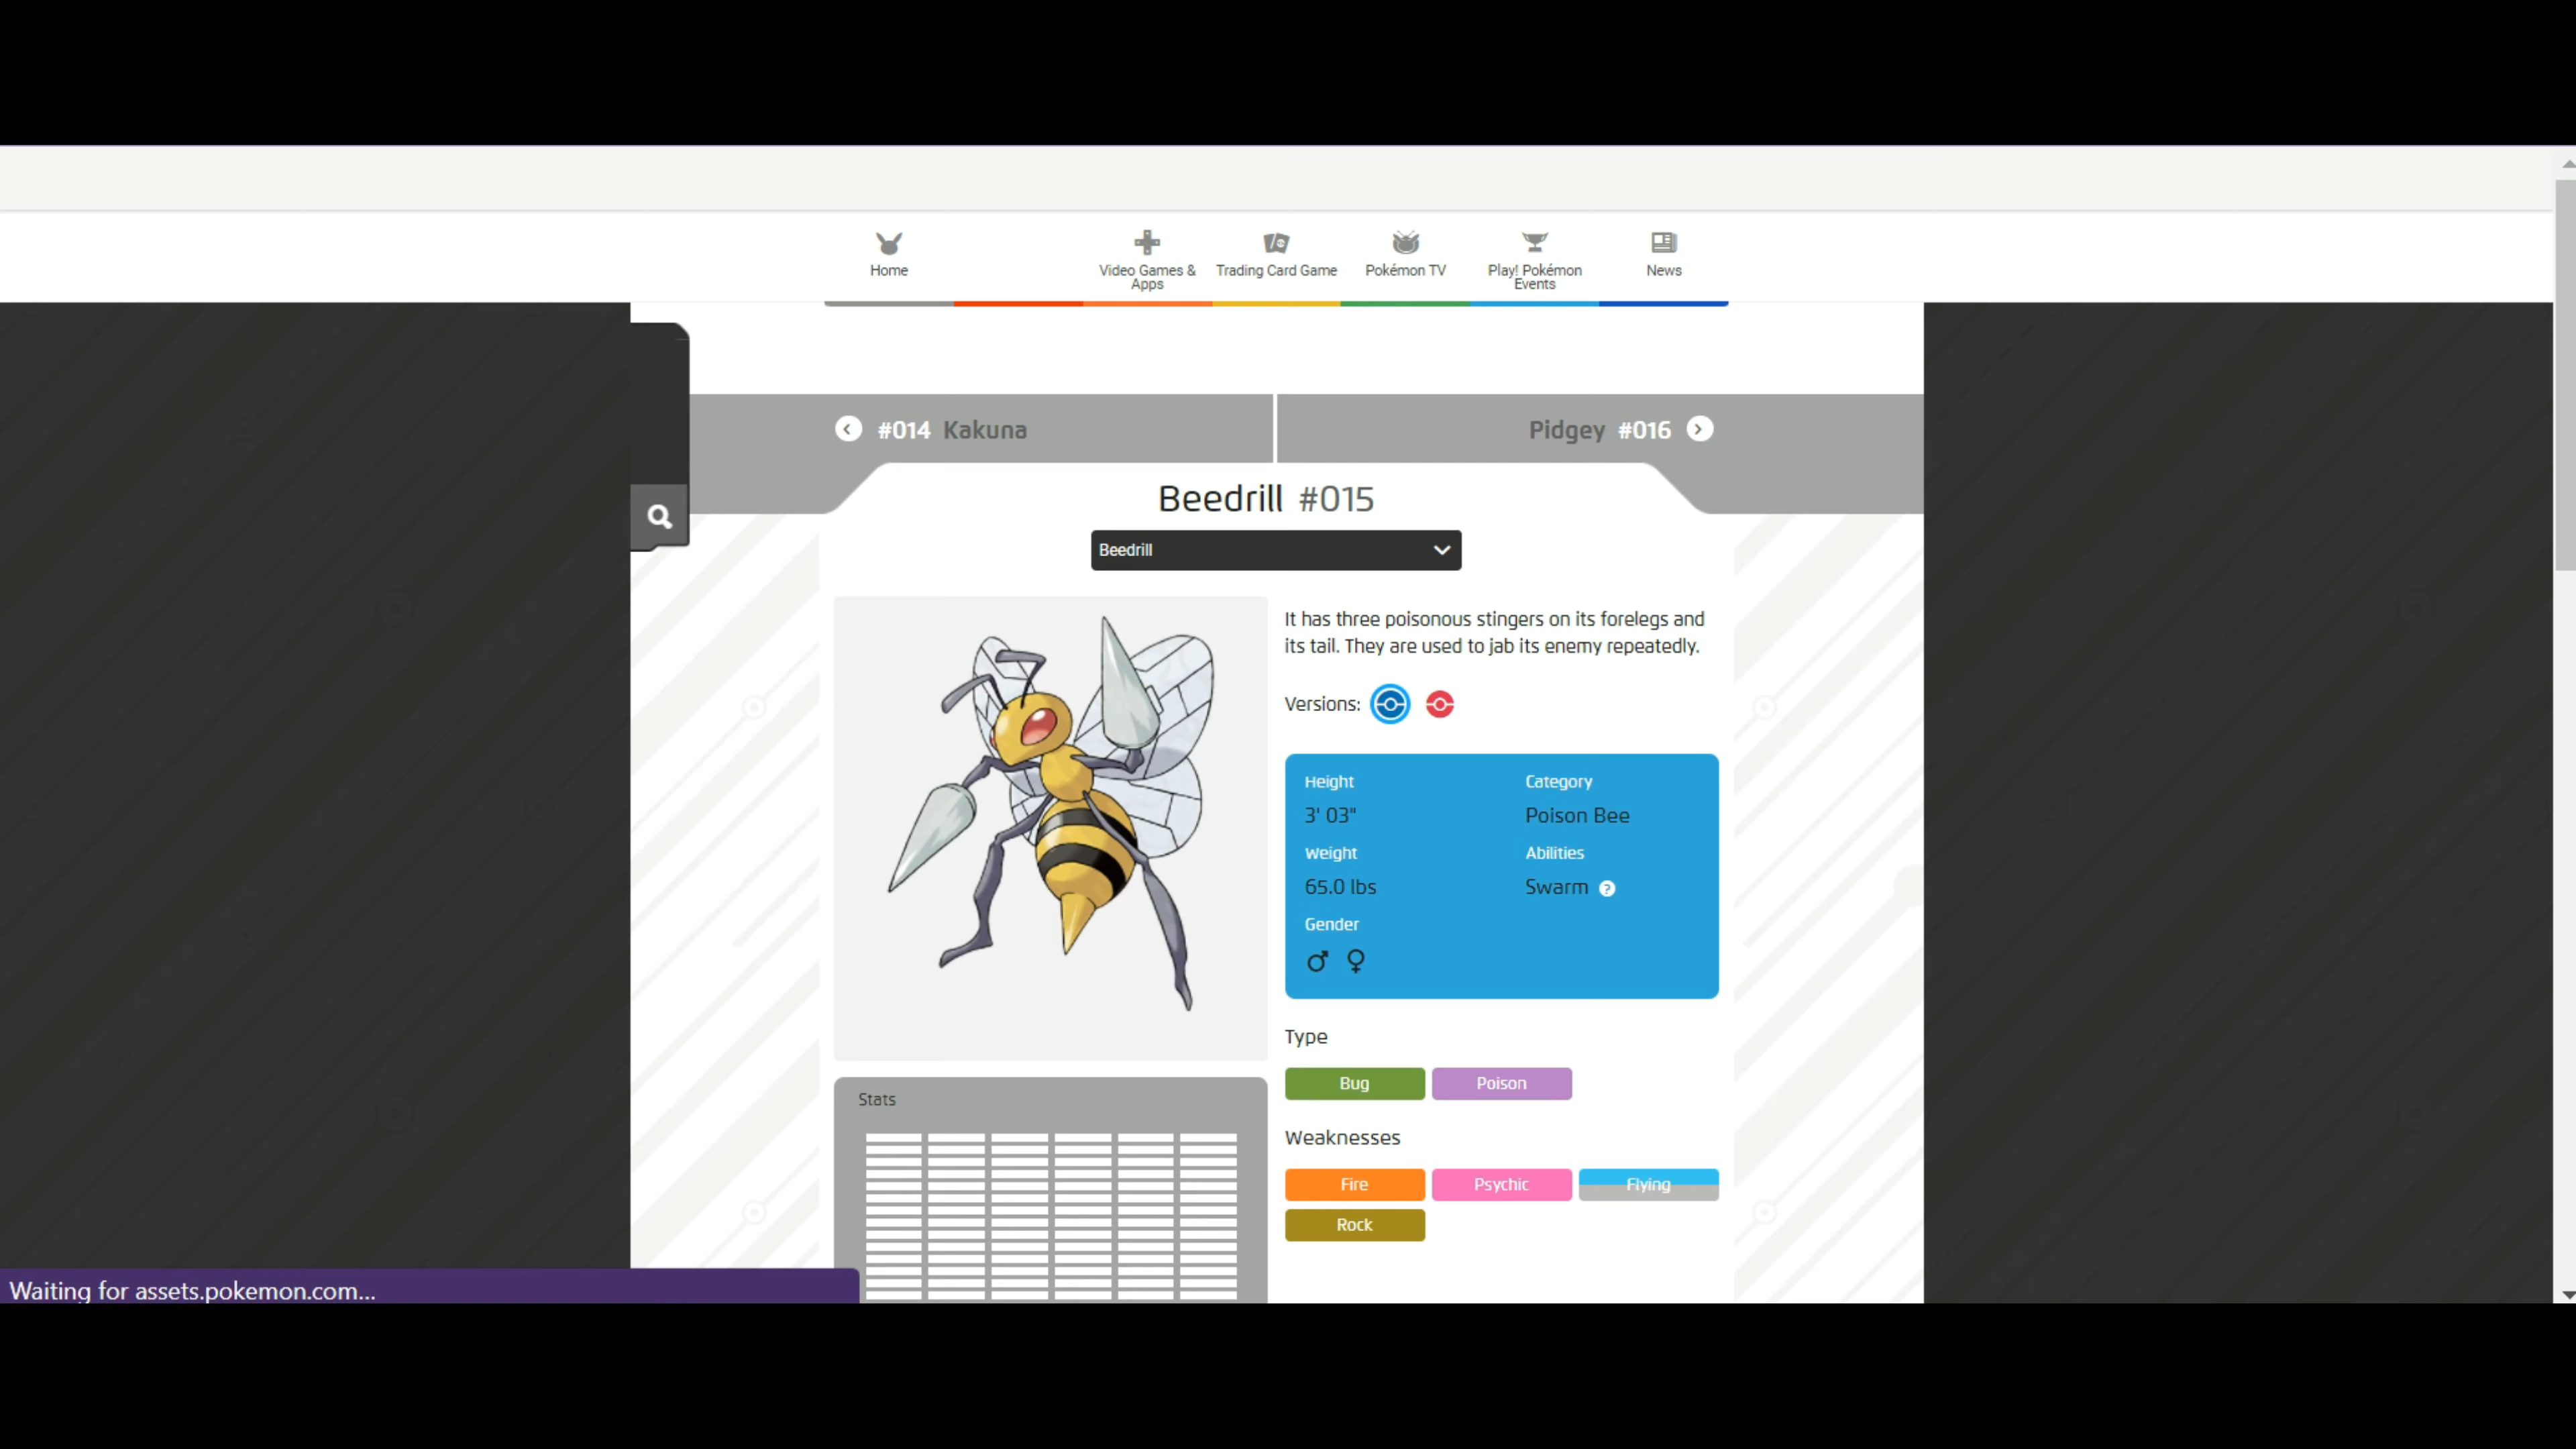 Home
Video Games &
Apps
Trading Card Game
Pokémon TV
Play! Pokémon
Events
News
#014 Kakuna
Pidgey #016
Beedrill #015
Beedrill
It has three poisonous stingers on its forelegs and
its tail. They are used to jab its enemy repeatedly.
Versions:
Height
3' 03"
Weight
65.0 lbs
Gender
Category
Poison Bee
Abilities
Swarm ?
Type
Bug
Poison
Weaknesses
Fire
Psychic
Flying
Rock
Stats
Waiting for assets.pokemon.com...